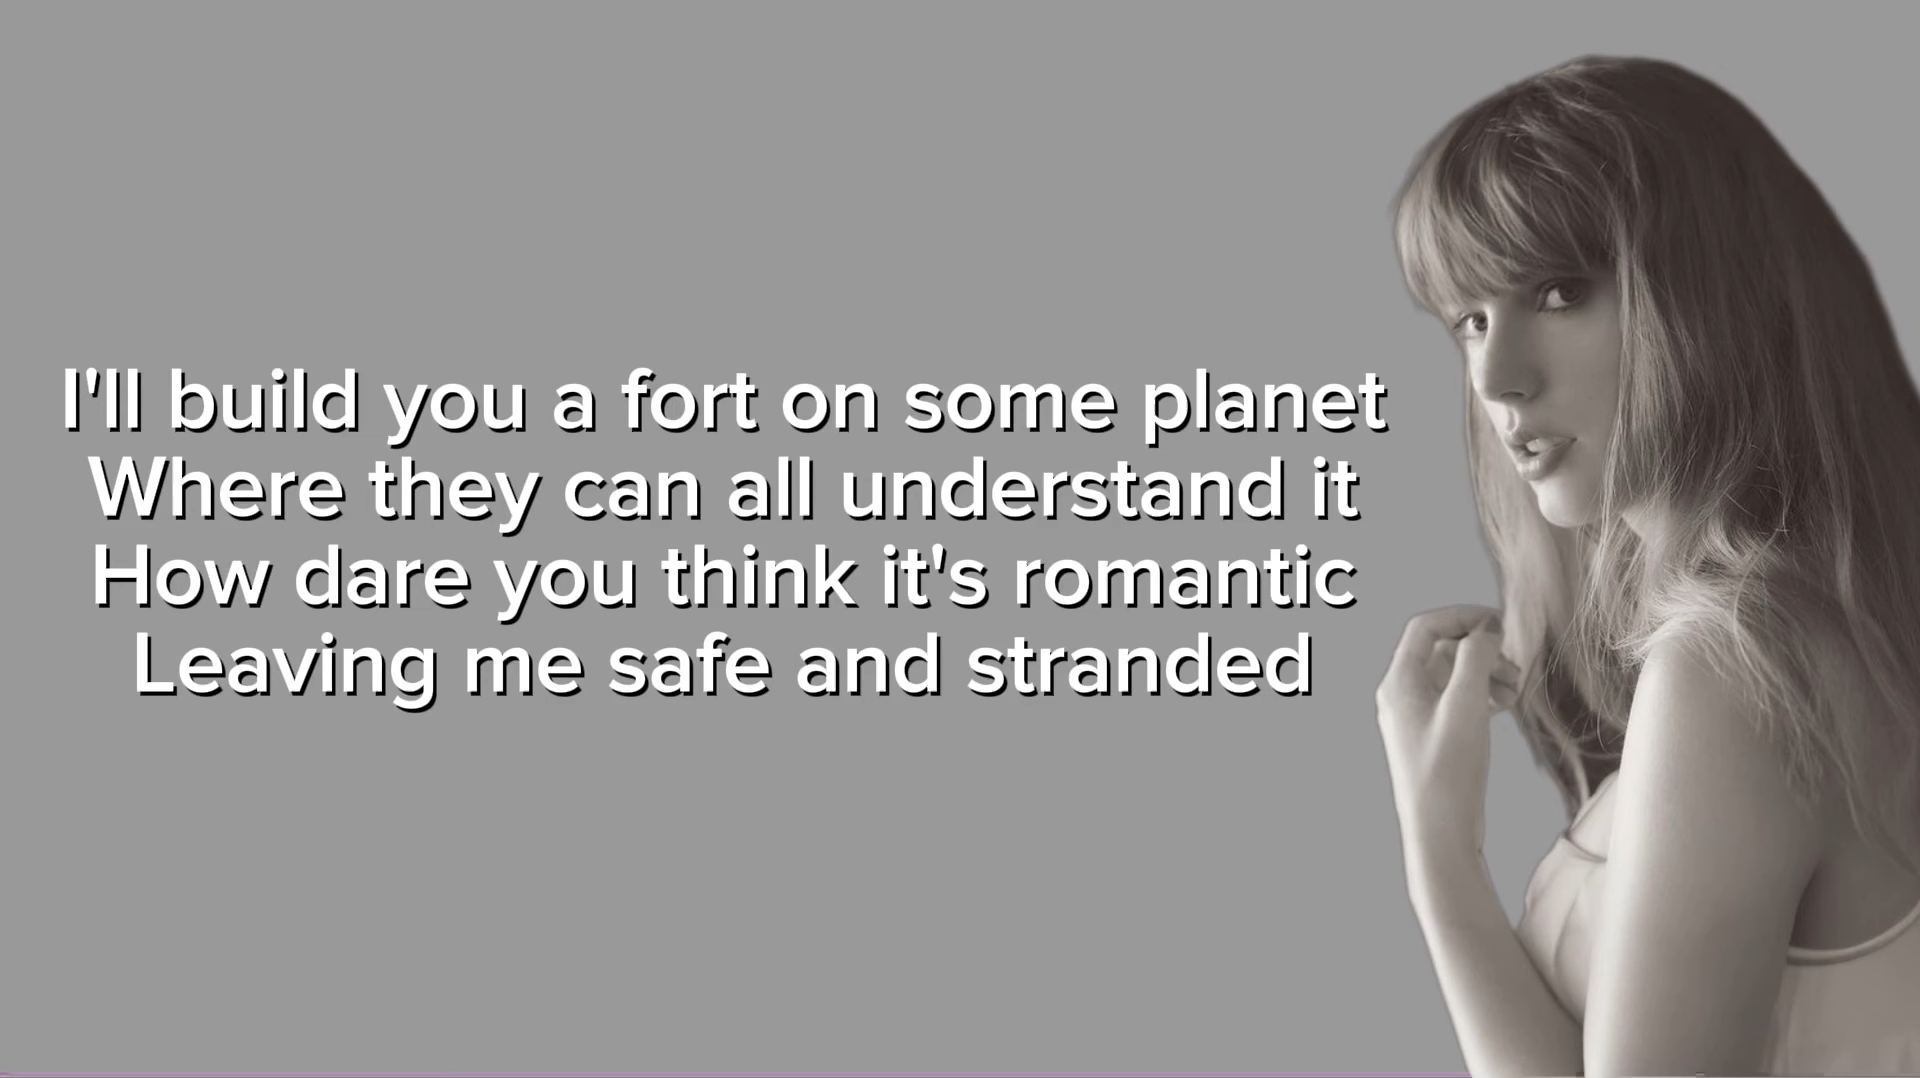 I'll build you a fort on some planet
Where they can all understand it
How dare you think it's romantic
Leaving me safe and stranded